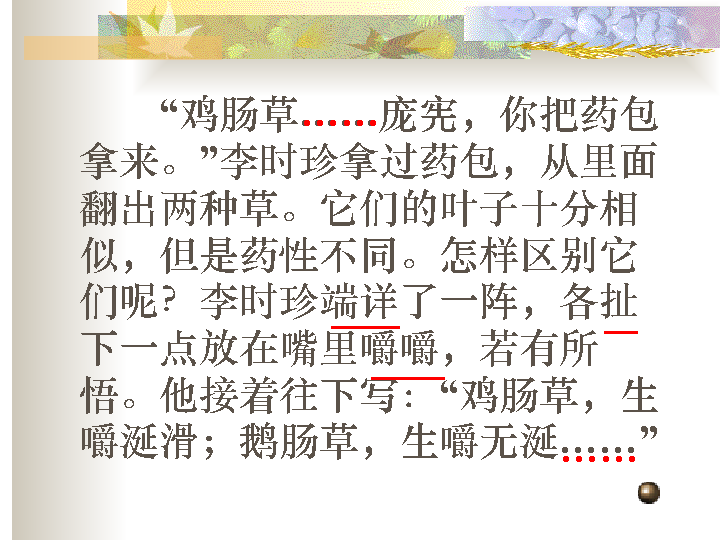 “鸡肠草……庞宪，你把药包
拿来。”李时珍拿过药包，从里面
翻出两种草。它们的叶子十分相
似，但是药性不同。怎样区别它
们呢？李时珍端详了一阵，各扯
下一点放在嘴里嚼嚼，若有所
悟。他接着往下写：“鸡肠草，生
嚼涎滑；鹅肠草，生嚼无涎……”